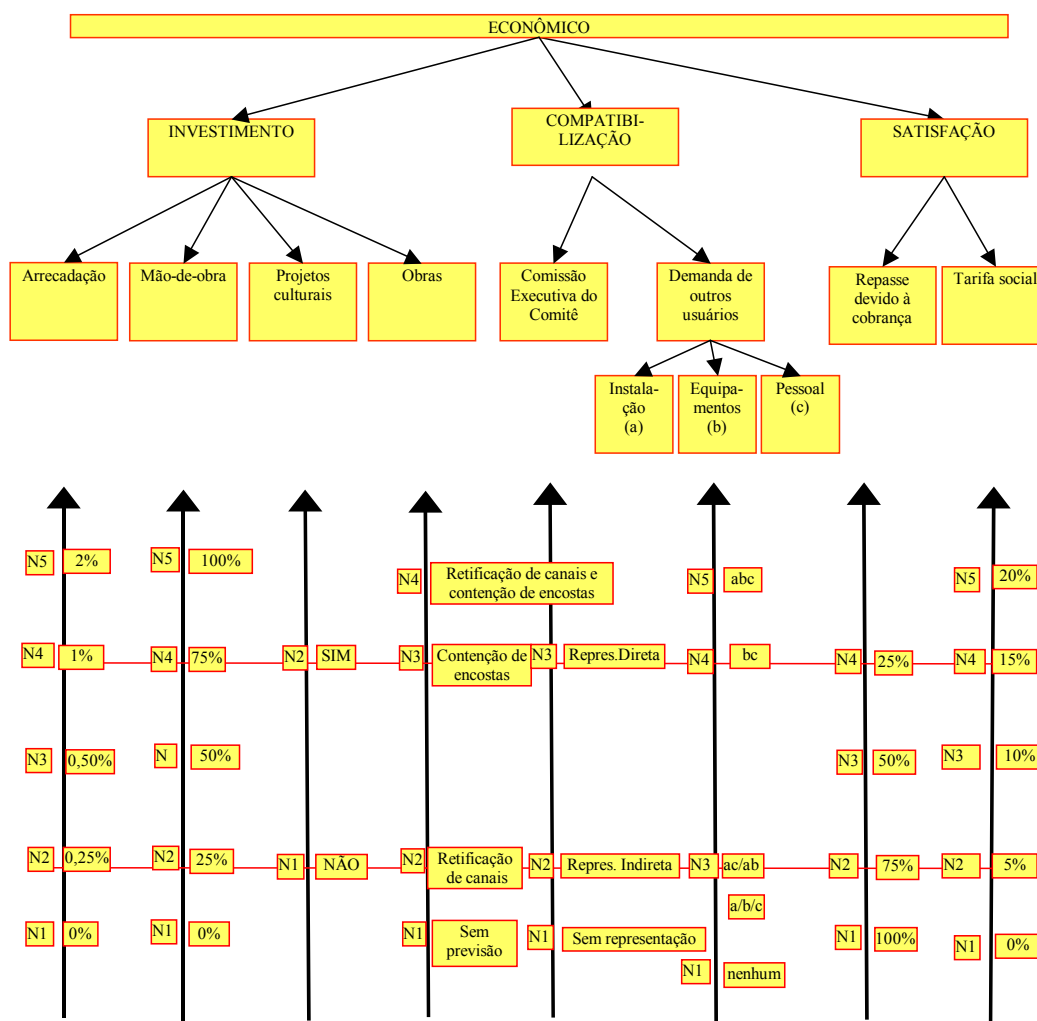 ECONÔMICO
INVESTIMENTO
COMPATIBI-
LIZAÇÃO
SATISFAÇÃO
Arrecadação
Mão-de-obra
Projetos
culturais
Obras
Comissão
Executiva do
Comitê
Demanda de
outros
usuários
Repasse
devido à
cobrança
Tarifa social
Instala-
ção
(a)
Equipa-
mentos
(b)
Pessoal
(c)
N5 2%
N5 100%
N4 Retificação de canais e
contenção de encostas
N5 abc
N5 20%
N4 1%
N4 75%
N2 SIM
N3 Contenção de
encostas
N3 Repres.Direta
N4 bc
N4 25%
N4 15%
N3 0,50%
N 50%
N3 50%
N3 10%
N2 0,25%
N2 25%
N1 NÃO
N2 Retificação
de canais
N2 Repres. Indireta
N3 ac/ab
a/b/c
N2 75%
N2 5%
N1 0%
N1 0%
N1 Sem
previsão
N1 Sem representação
N1 nenhum
N1 100%
N1 0%